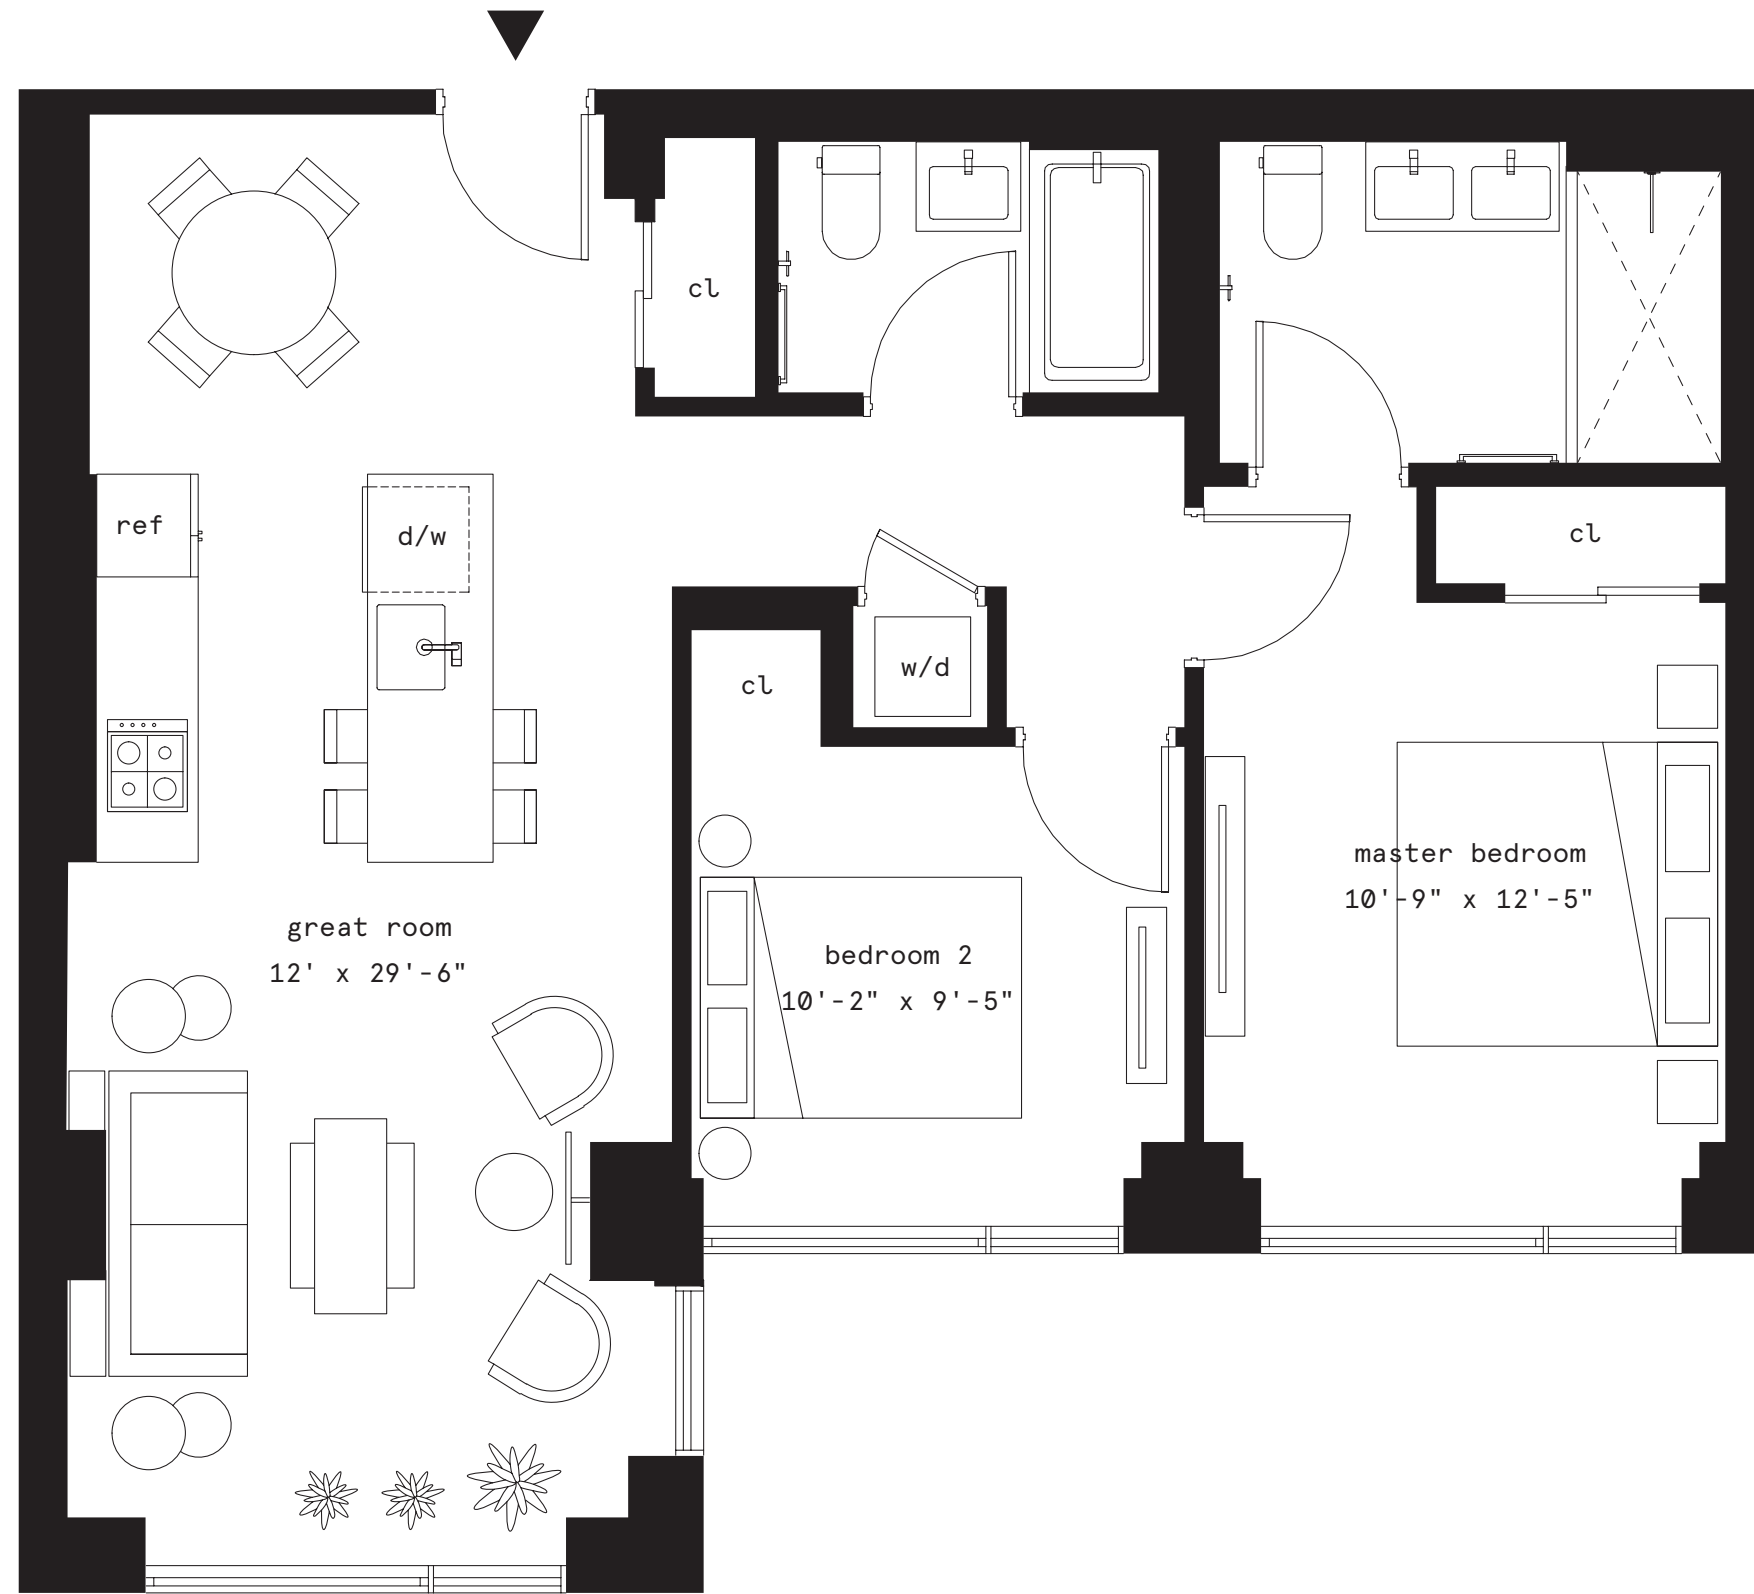 cl
ref
d/w
cl
w/d
cl
master bedroom
10'-9" x 12'-5"
great room
12' x 29'-6"
bedroom 2
10'-2" x 9'-5"